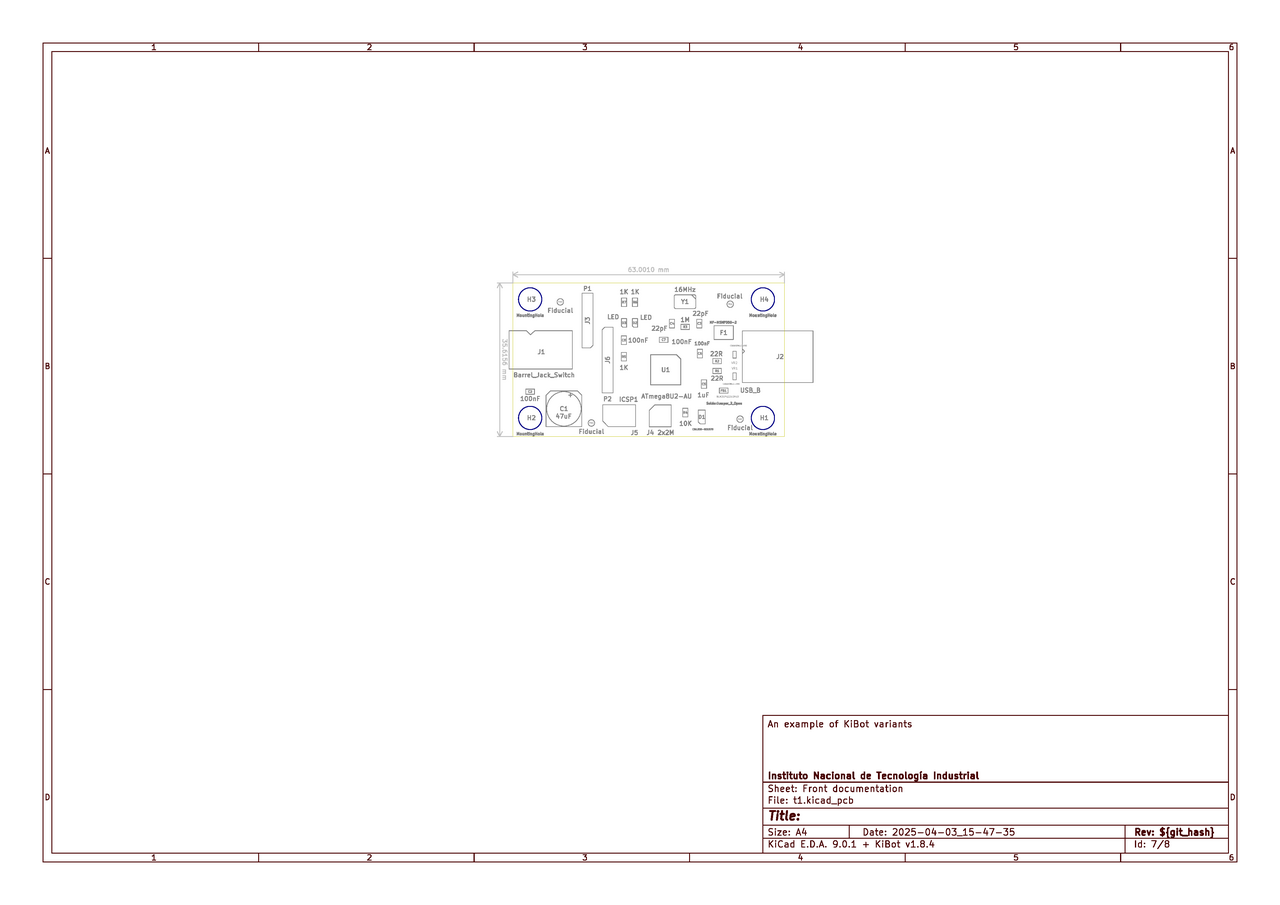 1 2 3 4 5 6
A A
63.0010 mm
P1
1K 1K
16MHz
Fiducial
H3
Y1
H4
Fiducial
MountingHole
MountingHole
LED LED
J3
22pF
1M
22pF
F1
100nF
100nF
100nF
J1
J6
22R
J2
B B
1K
U1
Barrel_Jack_Switch
22R
USB_B
100nF
P2
ICSP1
ATmega8U2-AU
1uF
C1
47uF
H2
D1
H1
10K
Fiducial
Fiducial
MountingHole
J5
J4 2x2M
MountingHole
C C
D D
An example of KiBot variants
Instituto Nacional de Tecnología Industrial
Sheet: Front documentation
File: t1.kicad_pcb
Title:
Size: A4
Date: 2025-04-03_15-47-35
Rev: ${git_hash}
KiCad E.D.A. 9.0.1 + KiBot v1.8.4
Id: 7/8
1 2 3 4 5 6